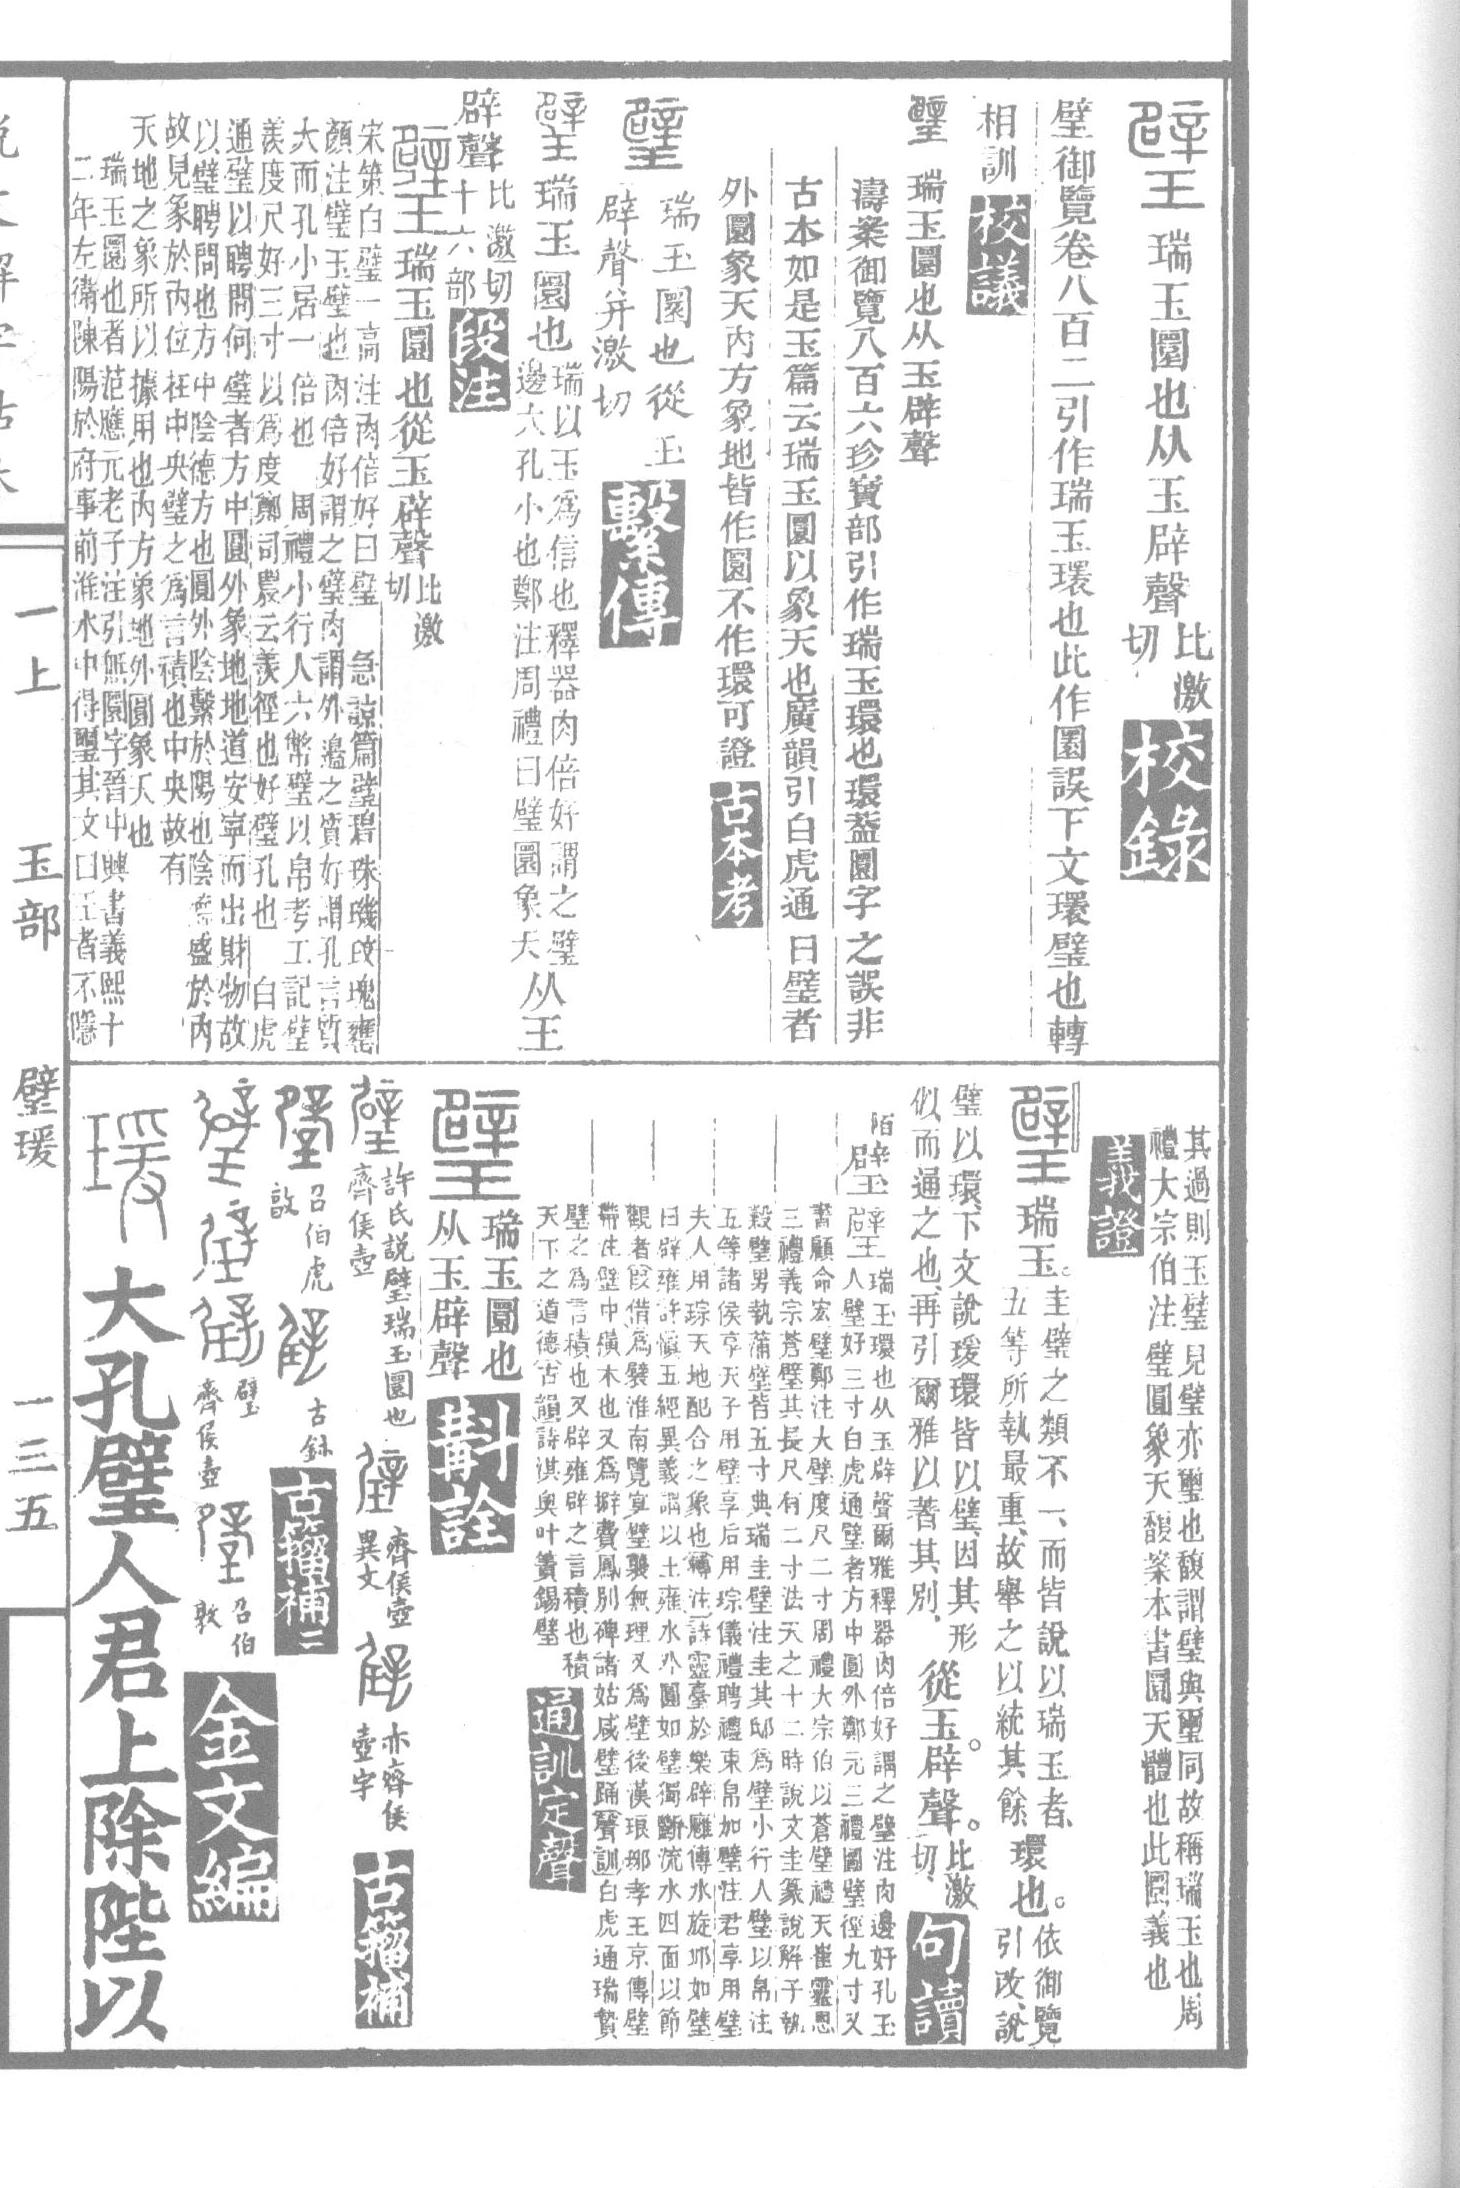 璧 瑞玉圜也从玉辟聲 比激切 校錄
璧御覽卷八百二引作瑞玉環也此作圜誤下文環璧也轉
相訓 校議
璧 瑞玉圜也从玉辟聲
濤案御覽八百六珍寶部引作瑞玉環也環葢圜字之誤非
古本如是玉篇云瑞玉圜以象天也廣韻引白虎通曰璧者
外圜象天內方象地皆作圜不作環可證 古本考
璧 瑞玉圜也從玉
辟聲幷激切 繫傳
璧 瑞玉圜也 瑞以玉爲信也釋器肉倍好謂之璧
邊大孔小也鄭注周禮曰璧圜象天 从王
辟聲 比激切
十六部 段注
璧 瑞玉圜也從玉辟聲 比激
切
宋策白璧一高注肉倍好曰璧 急諒篇璧碧珠璣玫瑰罋
顏注璧玉璧也肉倍好謂之璧肉謂外邊之質好謂孔言質
大而孔小居一倍也 周禮小行人六幣璧以帛考工記璧
羨度尺好三寸以爲度鄭司農云羨徑也好璧孔也 白虎
通璧以聘問何璧者方中圓外象地地道安寧而出財物故
以璧聘問也方中陰德方也圓外陰繫於陽也陰德盛於內
故見象於內位在中央璧之爲言積也中央故有
天地之象所以據用也內方象地外圓象天也
瑞玉圜也者范應元老子注引無圜字晉中興書義熙十
二年左衛陳陽於府事前淮水中得璽其文曰王者不隱
其過則玉璧見璧亦璽也馥謂璧與璽同故稱瑞玉也周
禮大宗伯注璧圓象天馥案本書圜天體也此圜義也
義證
璧 瑞玉。圭璧之類不一、而皆說以瑞玉者、
五等所執最重、故舉之以統其餘 環也。 依御覽
引改、說
璧以環、下文說瑗環皆以璧、因其形
似、而通之也、再引爾雅以著其別. 從玉。辟聲。 比激
切、 句讀
璧 瑞玉環也从玉辟聲爾雅釋器肉倍好謂之璧注肉邊好孔玉
人璧好三寸白虎通璧者方中圓外鄭元三禮圖璧徑九寸又
書顧命宏璧鄭注大璧度尺二寸周禮大宗伯以蒼璧禮天崔靈恩
三禮義宗蒼璧其長尺有二寸法天之十二時說文圭篆說解子執
穀璧男執蒲璧皆五寸典瑞圭璧注圭其邸爲璧小行人璧以帛注
五等諸侯享天子用璧享后用琮儀禮聘禮束帛加璧注君享用璧
夫人用琮天地配合之象也 轉注 詩靈臺於樂辟廱傳水旋邱如璧
曰辟雍許愼五經異義謂以土雍水外圓如璧獨斷流水四面以節
觀者 叚借 爲襞淮南覽冥璧襲無理又爲壁後漢琅邪孝王京傳璧
帶注壁中橫木也又爲擗費鳳別碑諸姑咸璧踊 聲訓 白虎通瑞贄
璧之爲言積也又辟雍辟之言積也積
天下之道德 古韻 詩淇奥叶簀錫璧 通訓定聲
璧 瑞玉圜也
从玉辟聲 斠詮
許氏說璧瑞玉圜也
齊侯壺
齊侯壺
異文
亦齊侯
壺字 古籀補
召伯虎
敦
古鉢 古籀補二
璧
齊侯壺
召伯
敦 金文編
瑗 大孔璧人君上除陛以
一上 玉部 璧瑗 一三五